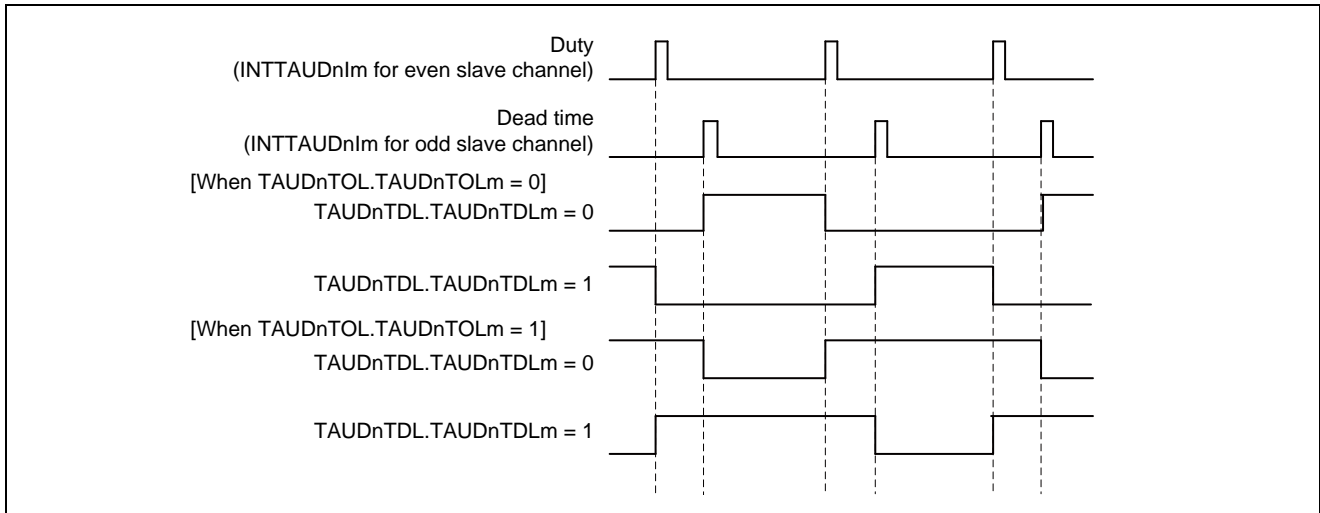 Duty
(INTTAUDnIm for even slave channel)
Dead time
(INTTAUDnIm for odd slave channel)
[When TAUDnTOL.TAUDnTOLm = 0]
TAUDnTDL.TAUDnTDLm = 0
TAUDnTDL.TAUDnTDLm = 1
[When TAUDnTOL.TAUDnTOLm = 1]
TAUDnTDL.TAUDnTDLm = 0
TAUDnTDL.TAUDnTDLm = 1